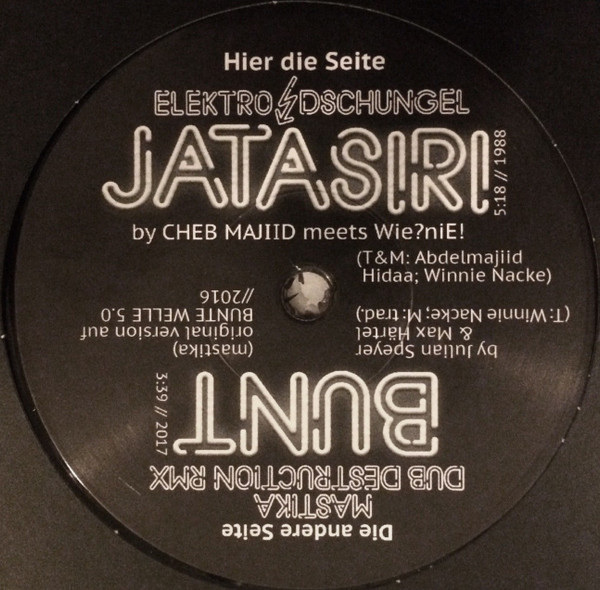 Hier die Seite
ELEKTRO DSCHUNGEL
JATASIRI
5:18 // 1988
by CHEB MAJIID meets Wie?niE!
(T&M: Abdelmajiid
Hidaa; Winnie Nacke)
Die andere Seite
MASTIKA
DUB DESTRUCTION RMX
BUNT
3:39 // 2017
by Julian Speyer
& Max Härtel
(T: Winnie Nacke; M: trad.)
(mastika)
original version auf
BUNTE WELLE 5.0
//2016